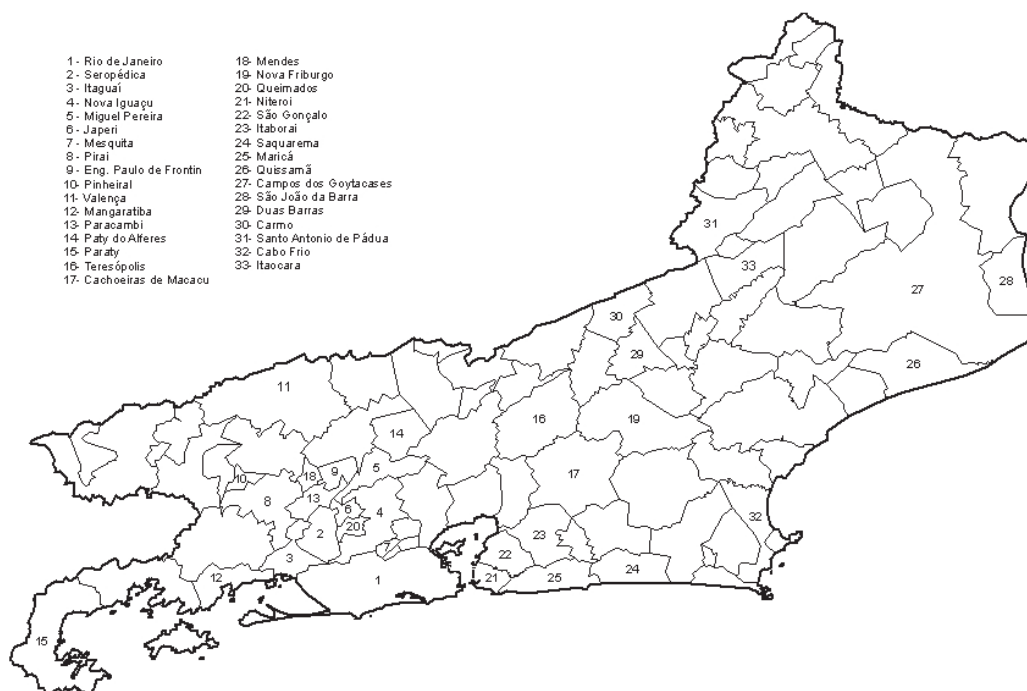 1 - Rio de Janeiro
2 - Seropédica
3 - Itaguaí
4 - Nova Iguaçu
5 - Miguel Pereira
6 - Japeri
7 - Mesquita
8 - Pirai
9 - Eng. Paulo de Frontin
10- Pinheiral
11- Valença
12- Mangaratiba
13- Paracambi
14- Paty do Alferes
15- Paraty
16- Teresópolis
17- Cachoeiras de Macacu
18- Mendes
19- Nova Friburgo
20- Queimados
21- Niteroi
22- São Gonçalo
23- Itaborai
24- Saquarema
25- Maricá
26- Quissamã
27- Campos dos Goytacases
28- São João da Barra
29- Duas Barras
30- Carmo
31- Santo Antonio de Pádua
32- Cabo Frio
33- Itaocara
31
33
28
27
30
29
26
11
16
19
14
5
9
18
17
10
13
8
6
4
32
20
2
23
7
22
3
24
12
21
25
1
15